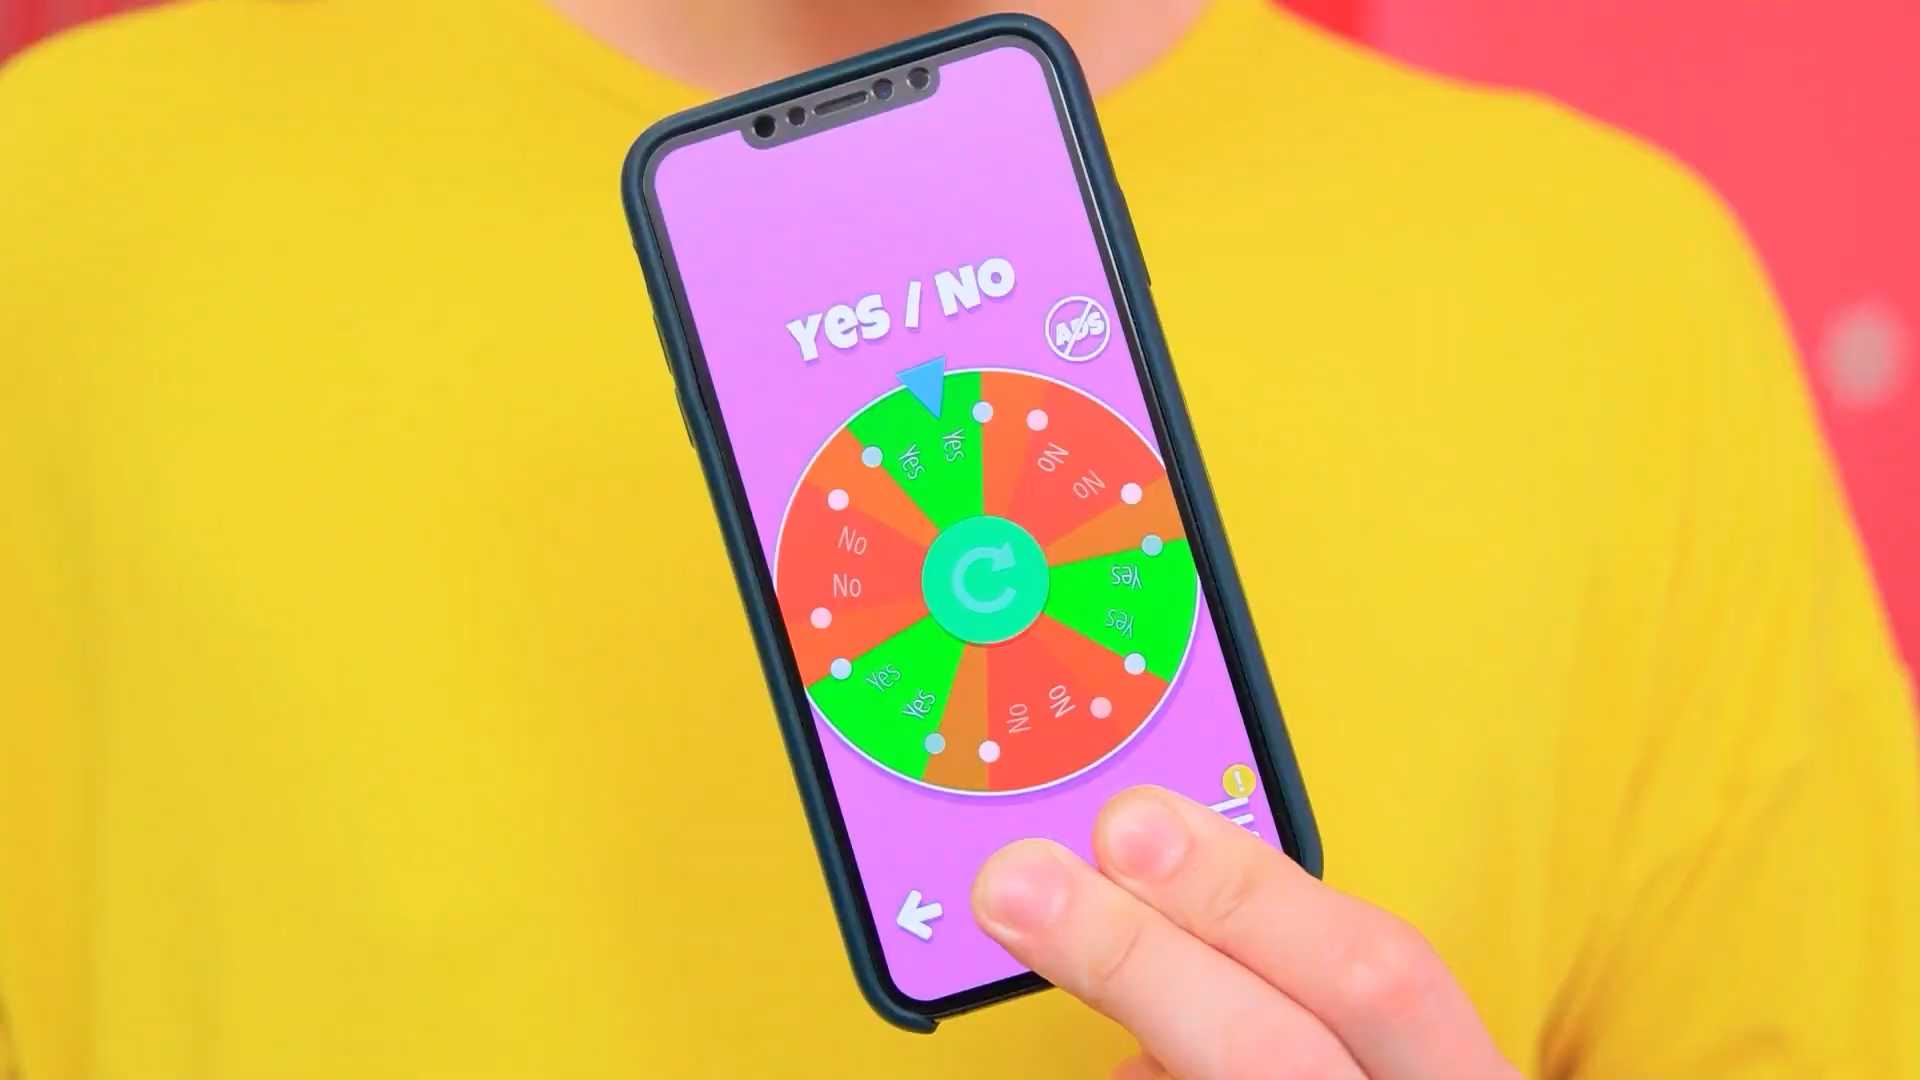 Yes / No
ADS
Yes
Yes
No
No
No
No
Yes
Yes
Yes
Yes
No
No
!